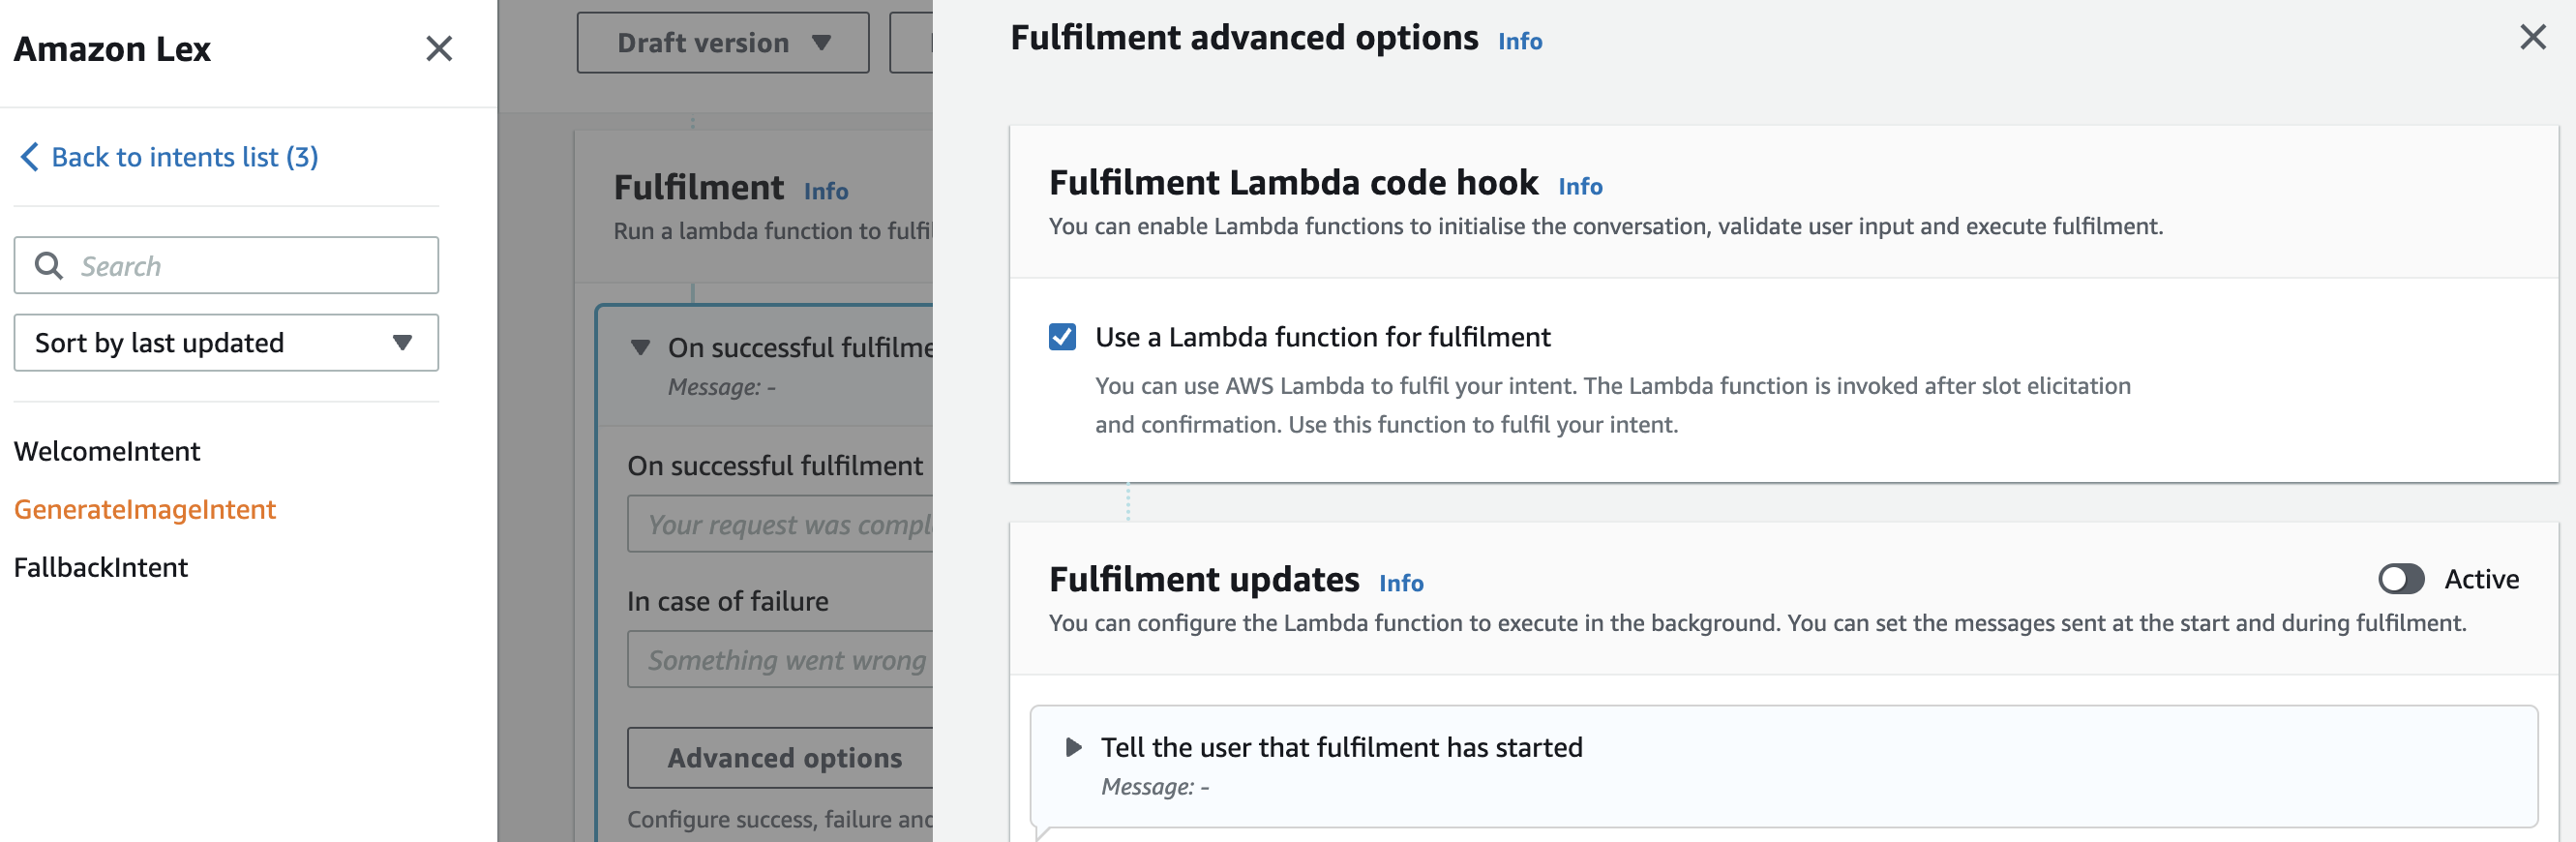 Amazon Lex
Back to intents list (3)
Search
Sort by last updated
WelcomeIntent
GenerateImageIntent
FallbackIntent
Draft version
Fulfilment Info
Run a lambda function to
On successful
Message: -
On successful fulfilment
Your request was
In case of failure
Something went wrong
Advanced options
Configure success, failure
Fulfilment advanced options Info
Fulfilment Lambda code hook Info
You can enable Lambda functions to initialise the conversation, validate user input and execute fulfilment.
Use a Lambda function for fulfilment
You can use AWS Lambda to fulfil your intent. The Lambda function is invoked after slot elicitation
and confirmation. Use this function to fulfil your intent.
Fulfilment updates Info
Active
You can configure the Lambda function to execute in the background. You can set the messages sent at the start and during fulfilment.
Tell the user that fulfilment has started
Message: -